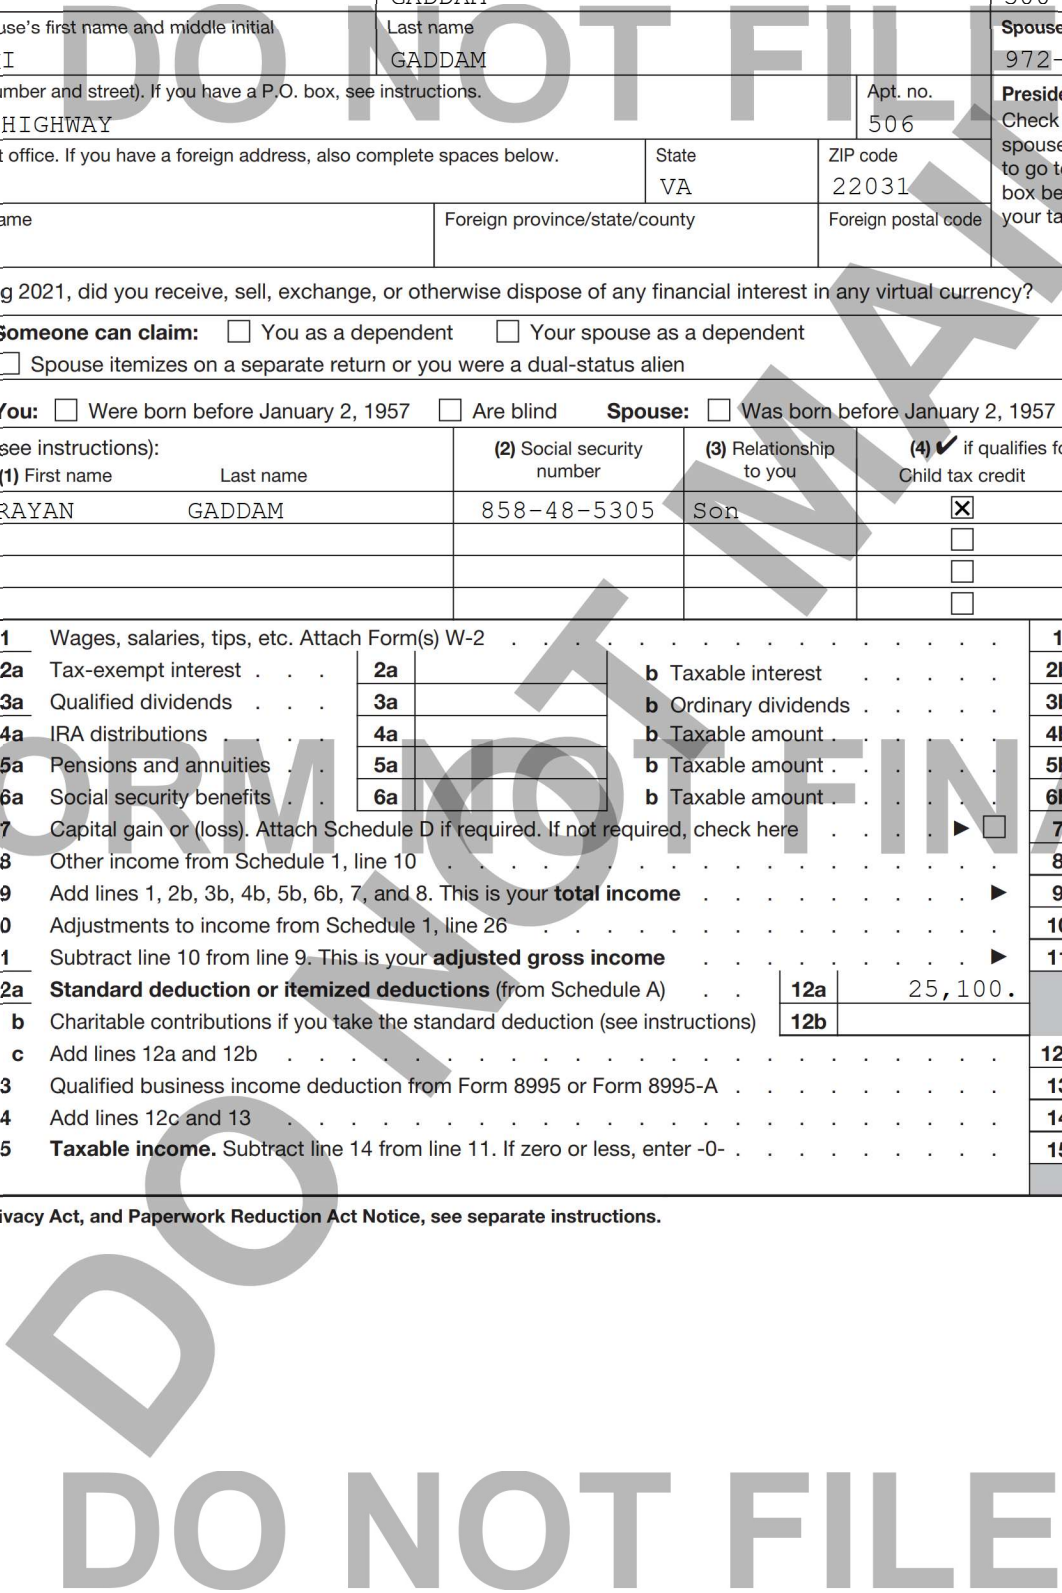 DO NOT FILE
use's first name and middle initial Last name Spouse
I GADDAM 972-
umber and street). If you have a P.O. box, see instructions. Apt. no. Preside
HIGHWAY 506 Check
t office. If you have a foreign address, also complete spaces below. State ZIP code spouse
VA 22031 to go to
box be
ame Foreign province/state/county Foreign postal code your ta
g 2021, did you receive, sell, exchange, or otherwise dispose of any financial interest in any virtual currency?
Someone can claim: You as a dependent Your spouse as a dependent
Spouse itemizes on a separate return or you were a dual-status alien
You: Were born before January 2, 1957 Are blind Spouse: Was born before January 2, 1957
see instructions): (2) Social security number (3) Relationship to you (4) ✔ if qualifies fo
(1) First name Last name Child tax credit
RAYAN GADDAM 858-48-5305 Son ☒
1 Wages, salaries, tips, etc. Attach Form(s) W-2 . . . . . . . . . . . . . . . . 1
2a Tax-exempt interest . . . 2a b Taxable interest . . . . . 2b
3a Qualified dividends . . . 3a b Ordinary dividends . . . . . 3b
4a IRA distributions . . . . 4a b Taxable amount . . . . . . 4b
5a Pensions and annuities . . 5a b Taxable amount . . . . . . 5b
6a Social security benefits . . 6a b Taxable amount . . . . . . 6b
FORM NOT FINA
7 Capital gain or (loss). Attach Schedule D if required. If not required, check here . . . . ▶ 7
8 Other income from Schedule 1, line 10 . . . . . . . . . . . . . . . . . . 8
9 Add lines 1, 2b, 3b, 4b, 5b, 6b, 7, and 8. This is your total income . . . . . . . . . ▶ 9
0 Adjustments to income from Schedule 1, line 26 . . . . . . . . . . . . . . . 10
1 Subtract line 10 from line 9. This is your adjusted gross income . . . . . . . . . ▶ 11
2a Standard deduction or itemized deductions (from Schedule A) . . 12a 25,100.
b Charitable contributions if you take the standard deduction (see instructions) 12b
c Add lines 12a and 12b . . . . . . . . . . . . . . . . . . . . . . . 12
3 Qualified business income deduction from Form 8995 or Form 8995-A . . . . . . . . . 13
4 Add lines 12c and 13 . . . . . . . . . . . . . . . . . . . . . . . 14
5 Taxable income. Subtract line 14 from line 11. If zero or less, enter -0- . . . . . . . . . 15
ivacy Act, and Paperwork Reduction Act Notice, see separate instructions.
DO NOT MAIL
DO NOT FILE